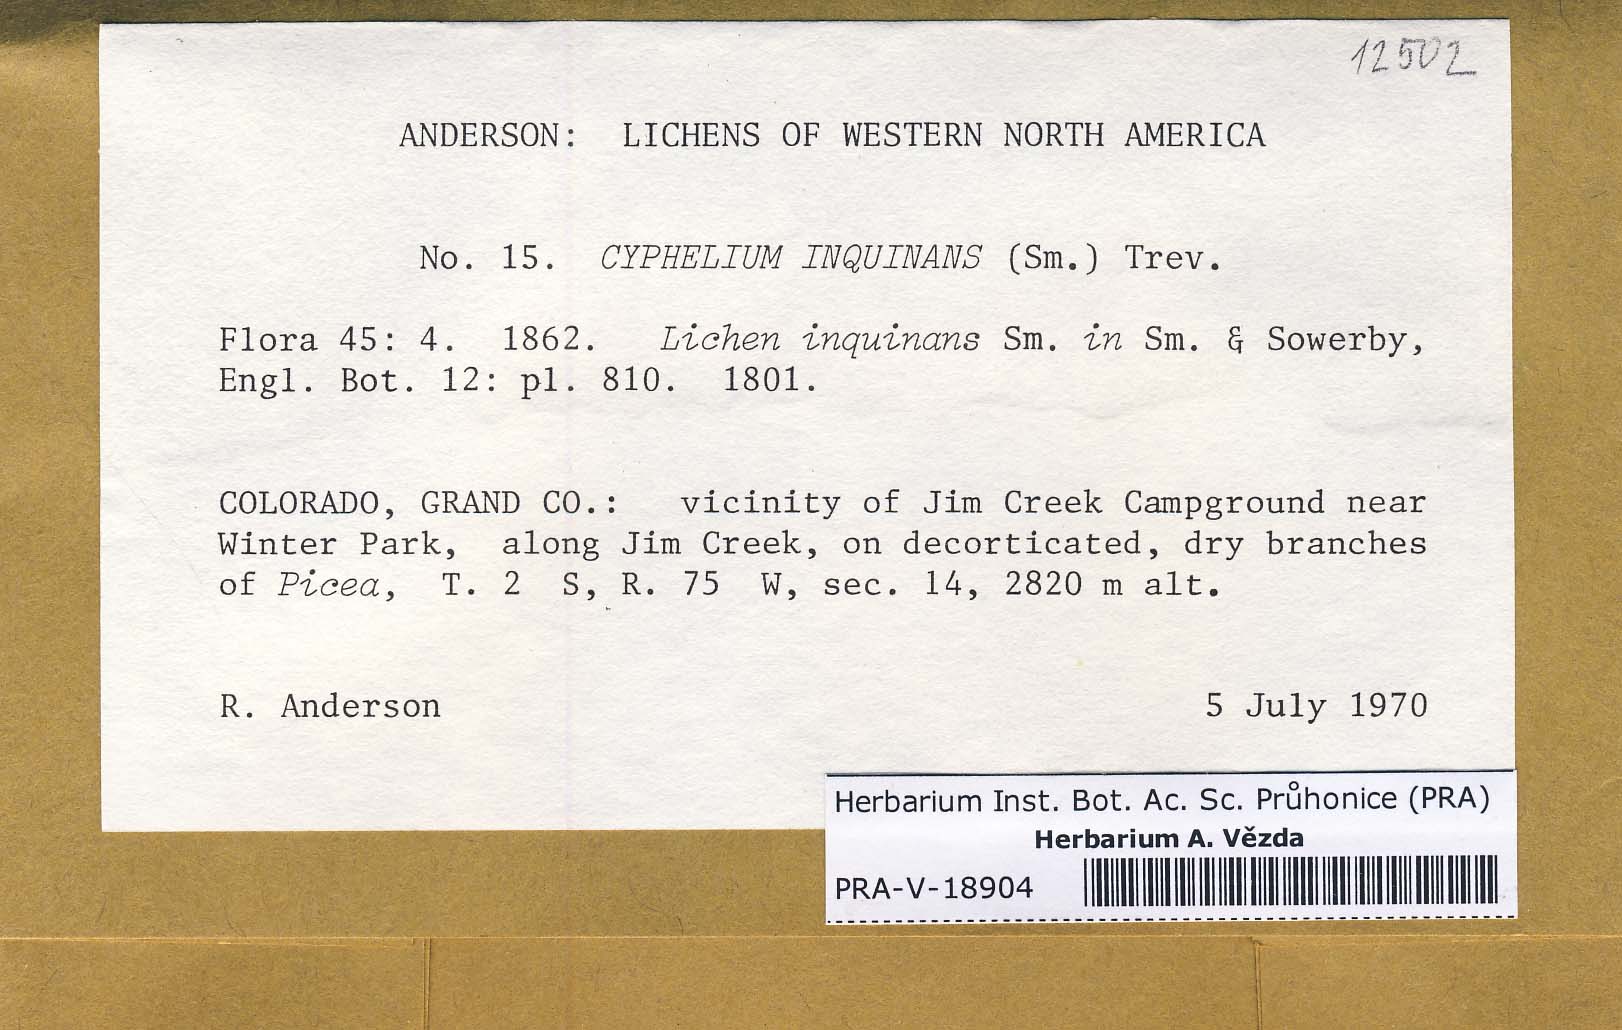 12502
ANDERSON: LICHENS OF WESTERN NORTH AMERICA
No. 15. CYPHELIUM INQUINANS (Sm.) Trev.
Flora 45: 4. 1862. Lichen inquinans Sm. in Sm. & Sowerby,
Engl. Bot. 12: pl. 810. 1801.
COLORADO, GRAND CO.: vicinity of Jim Creek Campground near
Winter Park, along Jim Creek, on decorticated, dry branches
of Picea, T. 2 S, R. 75 W, sec. 14, 2820 m alt.
R. Anderson 5 July 1970
Herbarium Inst. Bot. Ac. Sc. Průhonice (PRA)
Herbarium A. Vězda
PRA-V-18904